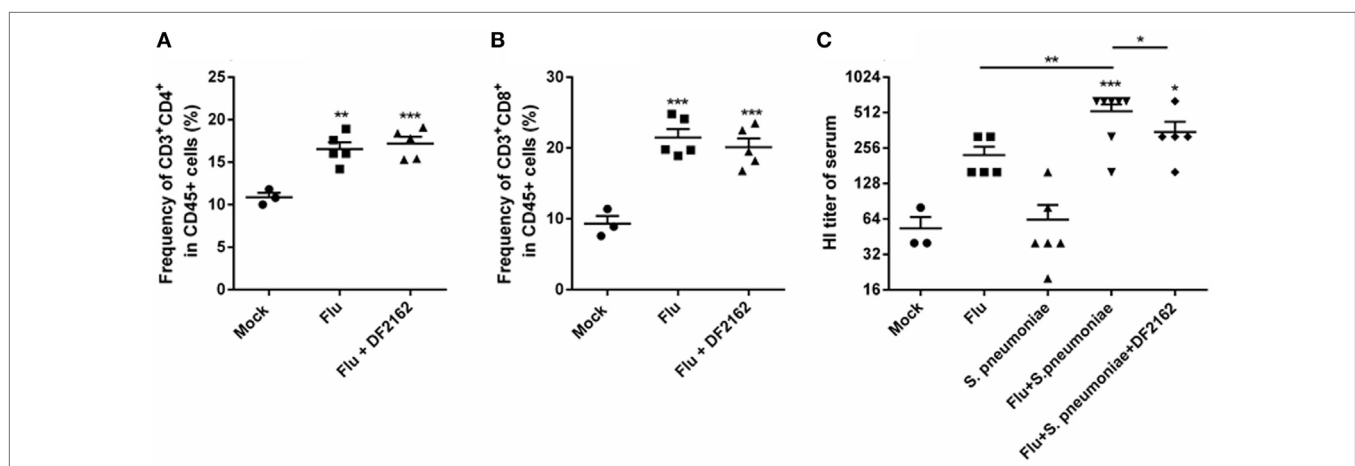 A
B
C
Frequency of CD3+CD4+
in CD45+ cells (%)
25
20
15
10
5
0
Mock
Flu
Flu + DF2162
**
***
Frequency of CD3+CD8+
in CD45+ cells (%)
30
20
10
0
Mock
Flu
Flu + DF2162
***
***
HI titer of serum
1024
512
256
128
64
32
16
Mock
Flu
S. pneumoniae
Flu+S.pneumoniae
Flu+S. pneumoniae+DF2162
**
*
***
*